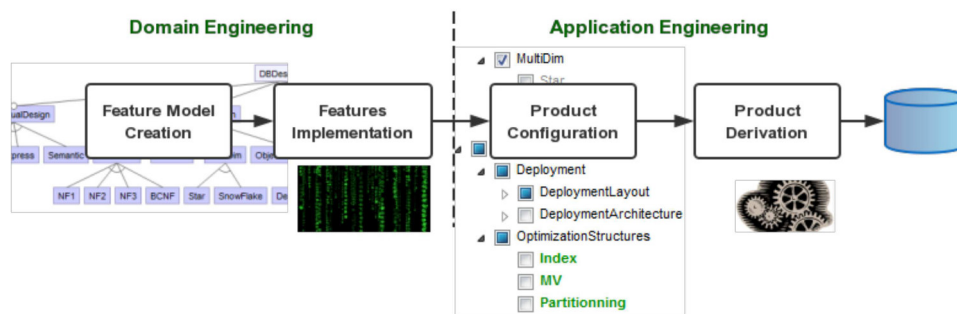 Domain Engineering
Application Engineering
DBDes
Feature Model
Creation
Features
Implementation
Product
Configuration
Product
Derivation
MultiDim
Star
ualDesign
press
Semantic
Obje
NF1
NF2
NF3
BCNF
Star
SnowFlake
De
Deployment
DeploymentLayout
DeploymentArchitecture
OptimizationStructures
Index
MV
Partitionning